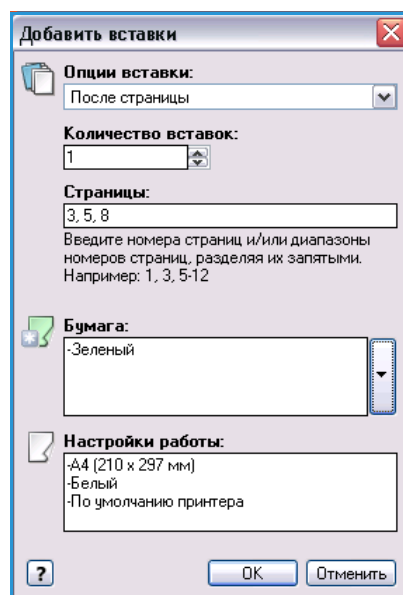 Добавить вставки
Опции вставки:
После страницы
Количество вставок:
1
Страницы:
3, 5, 8
Введите номера страниц и/или диапазоны
номеров страниц, разделяя их запятыми.
Например: 1, 3, 5-12
Бумага:
-Зеленый
Настройки работы:
-A4 (210 x 297 мм)
-Белый
-По умолчанию принтера
?
OK
Отменить